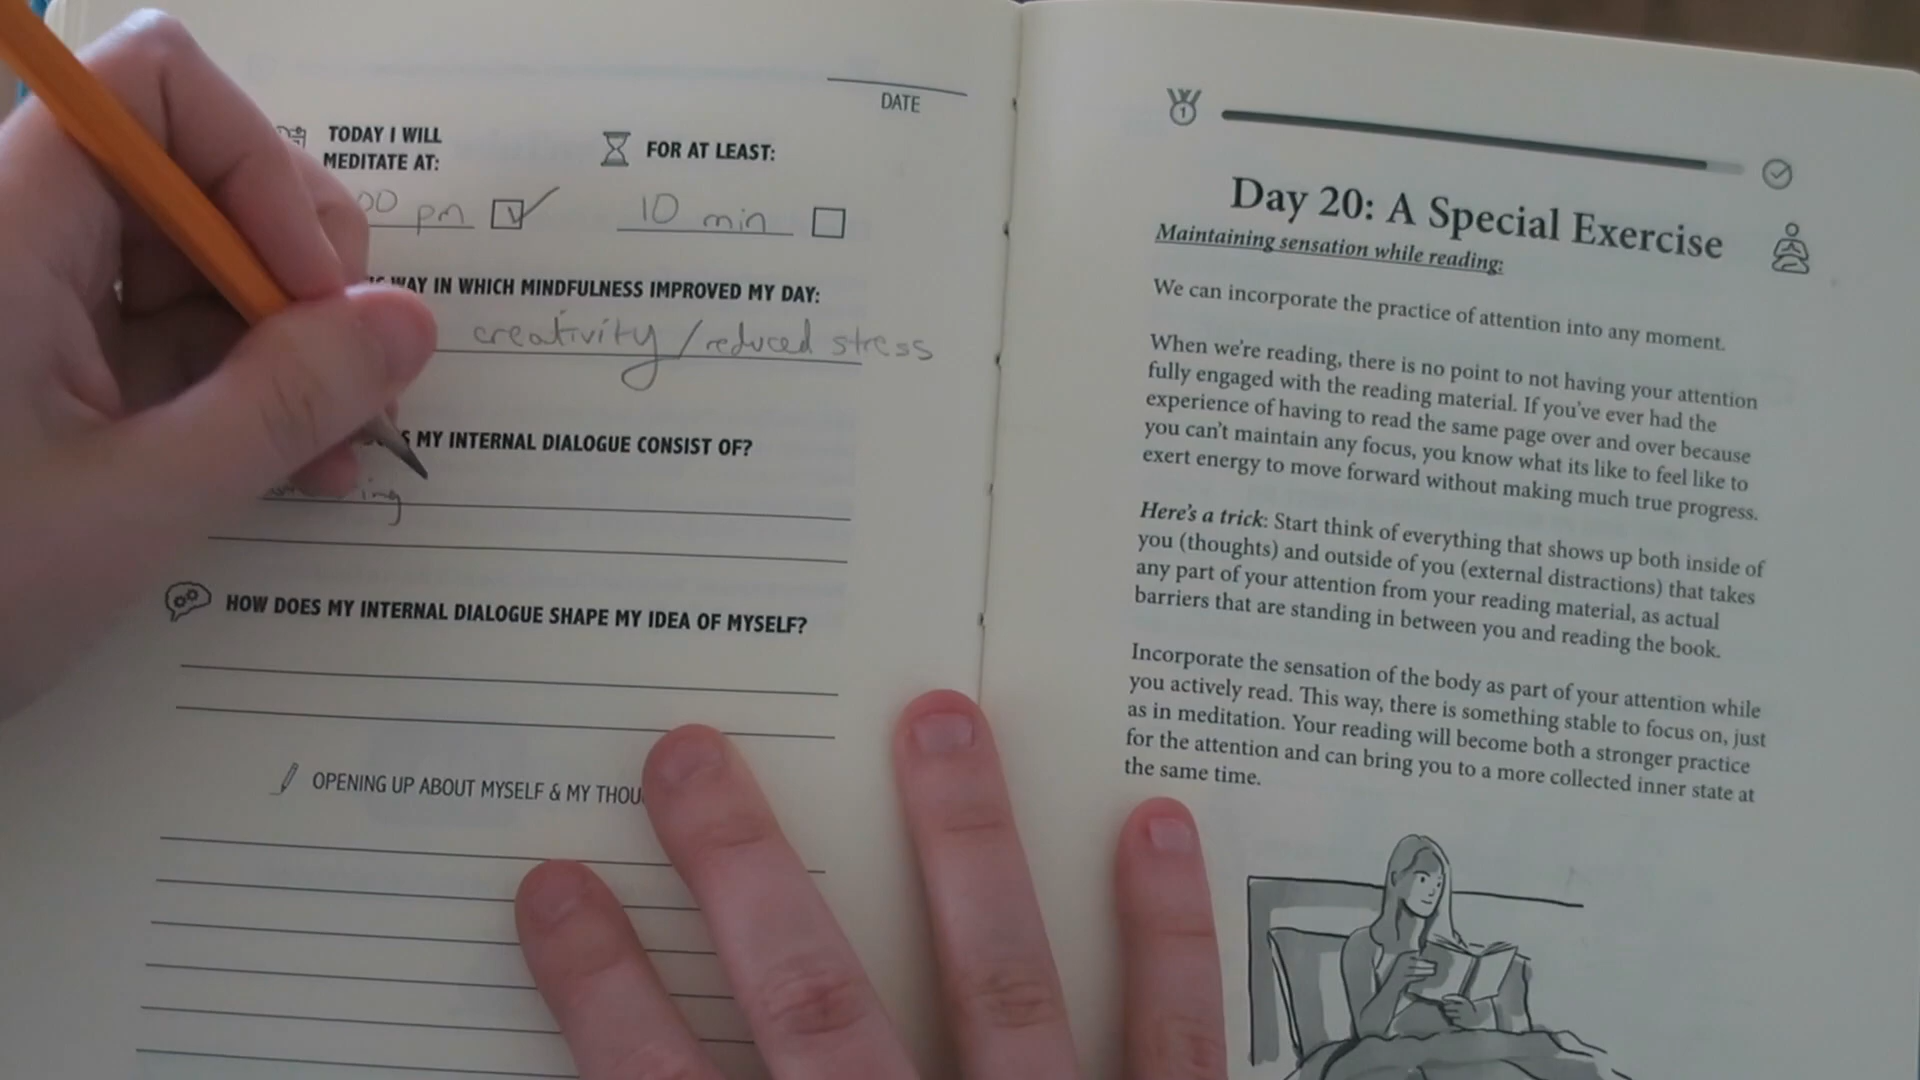 DATE
TODAY I WILL
MEDITATE AT:
FOR AT LEAST:
00 pm
10 min
WAY IN WHICH MINDFULNESS IMPROVED MY DAY:
creativity / reduced stress
MY INTERNAL DIALOGUE CONSIST OF?
HOW DOES MY INTERNAL DIALOGUE SHAPE MY IDEA OF MYSELF?
OPENING UP ABOUT MYSELF & MY
1
Day 20: A Special Exercise
Maintaining sensation while reading:
We can incorporate the practice of attention into any moment.
When we're reading, there is no point to not having your attention
fully engaged with the reading material. If you've ever had the
experience of having to read the same page over and over because
you can't maintain any focus, you know what its like to feel like to
exert energy to move forward without making much true progress.
Here's a trick: Start think of everything that shows up both inside of
you (thoughts) and outside of you (external distractions) that takes
any part of your attention from your reading material, as actual
barriers that are standing in between you and reading the book.
Incorporate the sensation of the body as part of your attention while
you actively read. This way, there is something stable to focus on, just
as in meditation. Your reading will become both a stronger practice
for the attention and can bring you to a more collected inner state at
the same time.